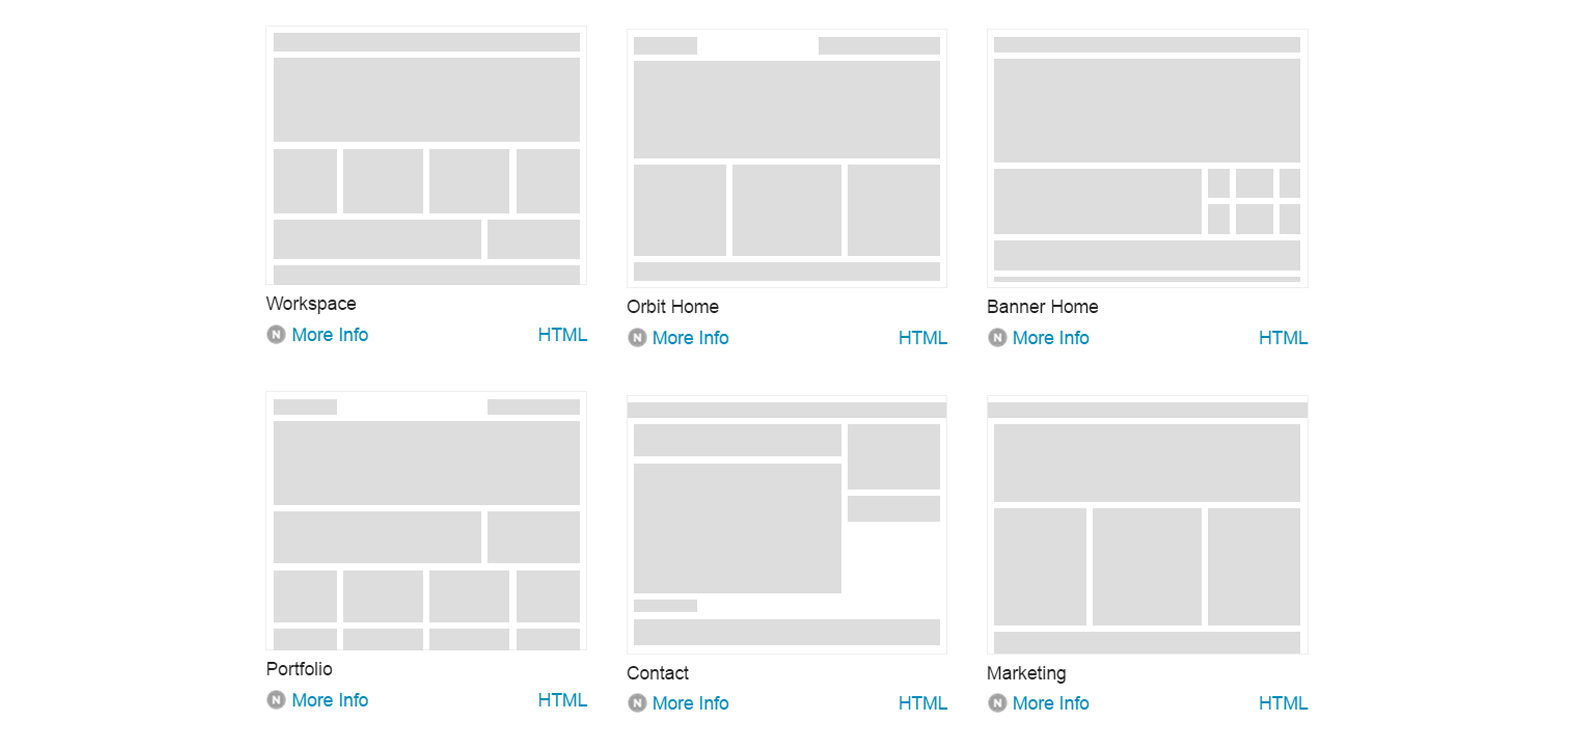 Workspace
N More Info HTML
Orbit Home
N More Info HTML
Banner Home
N More Info HTML
Portfolio
N More Info HTML
Contact
N More Info HTML
Marketing
N More Info HTML